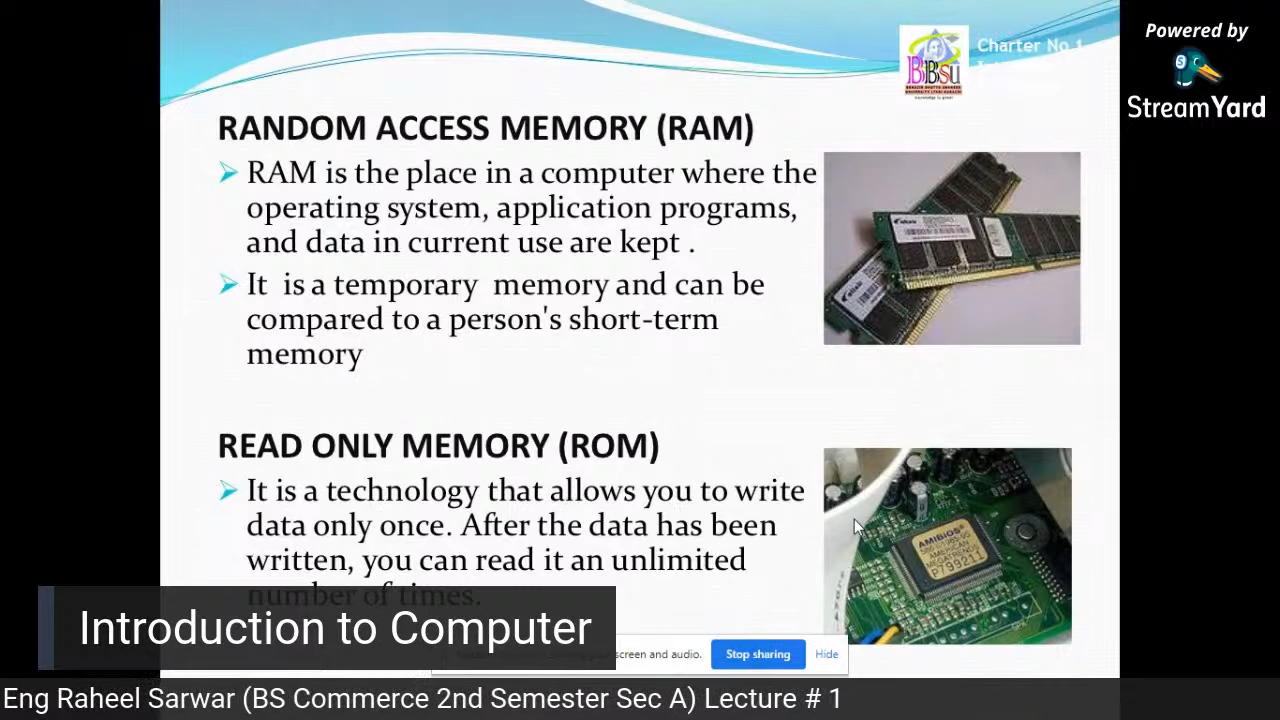 Powered by
StreamYard
Charter No.1
BBSU
RANDOM ACCESS MEMORY (RAM)
RAM is the place in a computer where the
operating system, application programs,
and data in current use are kept .
It is a temporary memory and can be
compared to a person's short-term
memory
READ ONLY MEMORY (ROM)
It is a technology that allows you to write
data only once. After the data has been
written, you can read it an unlimited
number of times.
AMIBIOS
AMERICAN
MEGATRENDS
Introduction to Computer
screen and audio.
Stop sharing
Hide
Eng Raheel Sarwar (BS Commerce 2nd Semester Sec A) Lecture # 1